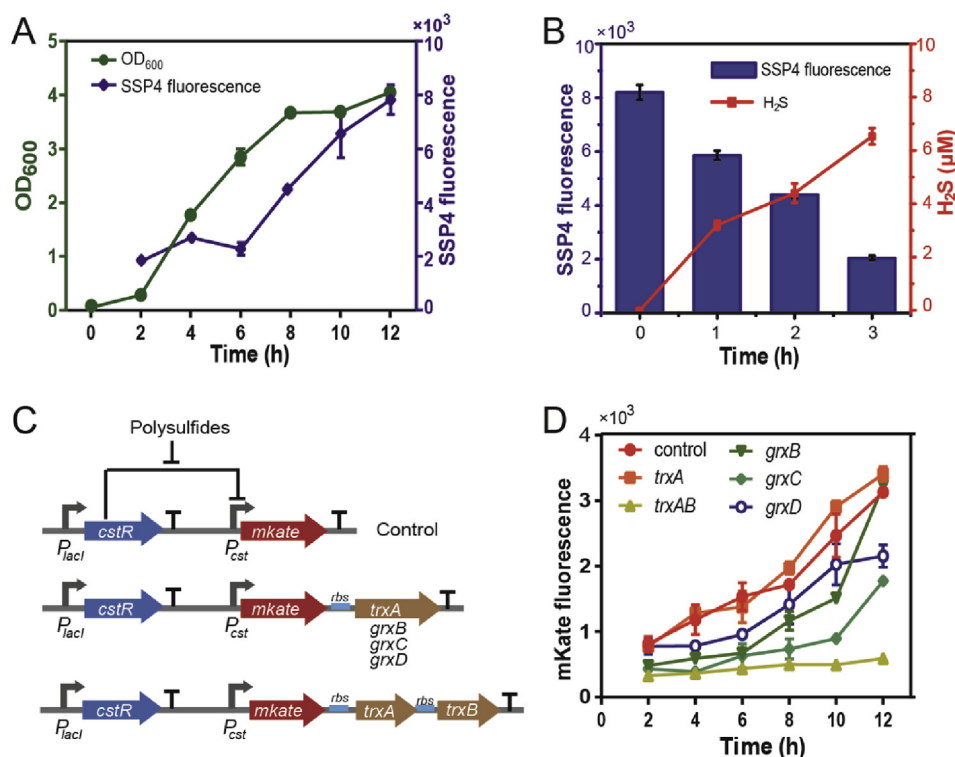 A
×10³
OD₆₀₀
SSP4 fluorescence
5
4
3
2
1
0
OD₆₀₀
10
8
6
4
2
0
SSP4 fluorescence
0 2 4 6 8 10 12
Time (h)
B
×10³
SSP4 fluorescence
H₂S
10
8
6
4
2
0
SSP4 fluorescence
10
8
6
4
2
0
H₂S (µM)
0 1 2 3
Time (h)
C
Polysulfides
cstR mkate Control
PlacI Pcst
rbs
cstR mkate trxA
PlacI Pcst grxB
grxC
grxD
rbs rbs
cstR mkate trxA trxB
PlacI Pcst
D
×10³
control grxB
trxA grxC
trxAB grxD
4
3
2
1
0
mKate fluorescence
0 2 4 6 8 10 12
Time (h)